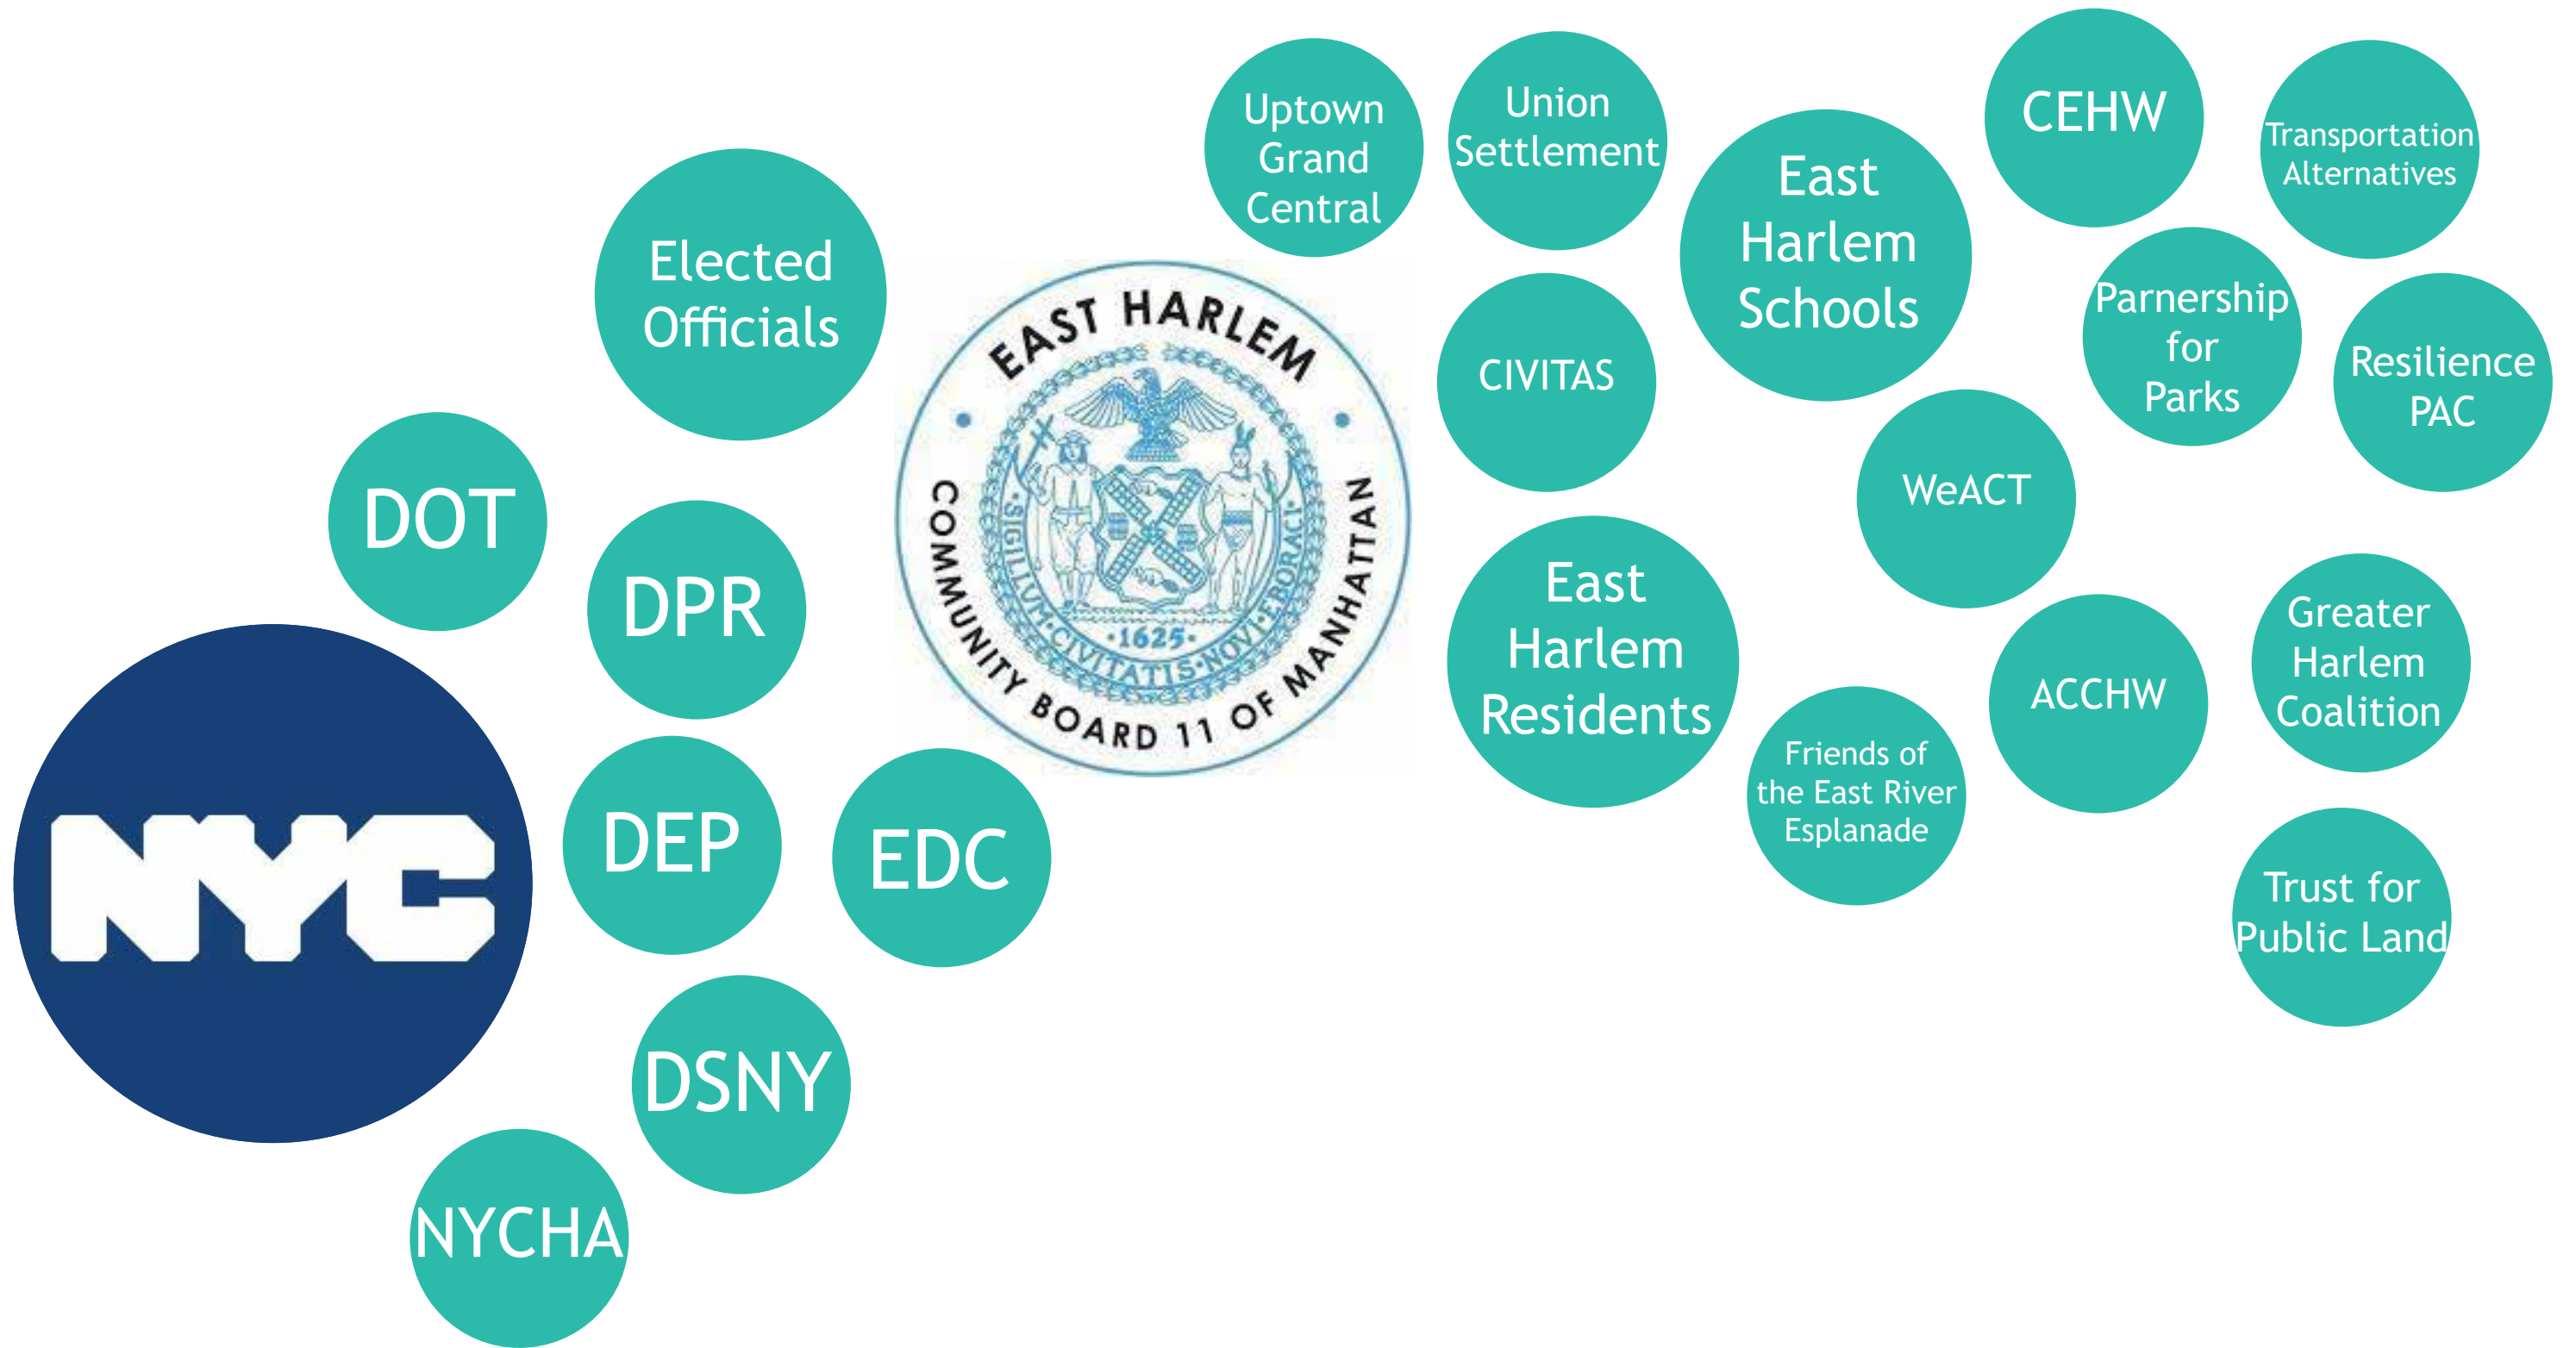 Elected
Officials
DOT
DPR
NYC
DEP
EDC
DSNY
NYCHA
EAST HARLEM
COMMUNITY BOARD 11 OF MANHATTAN
·SIGILLUM·CIVITATIS·NOVI·EBORACI·
·1625·
Uptown
Grand
Central
Union
Settlement
CIVITAS
East
Harlem
Schools
East
Harlem
Residents
CEHW
Transportation
Alternatives
Parnership
for
Parks
Resilience
PAC
WeACT
ACCHW
Greater
Harlem
Coalition
Friends of
the East River
Esplanade
Trust for
Public Land